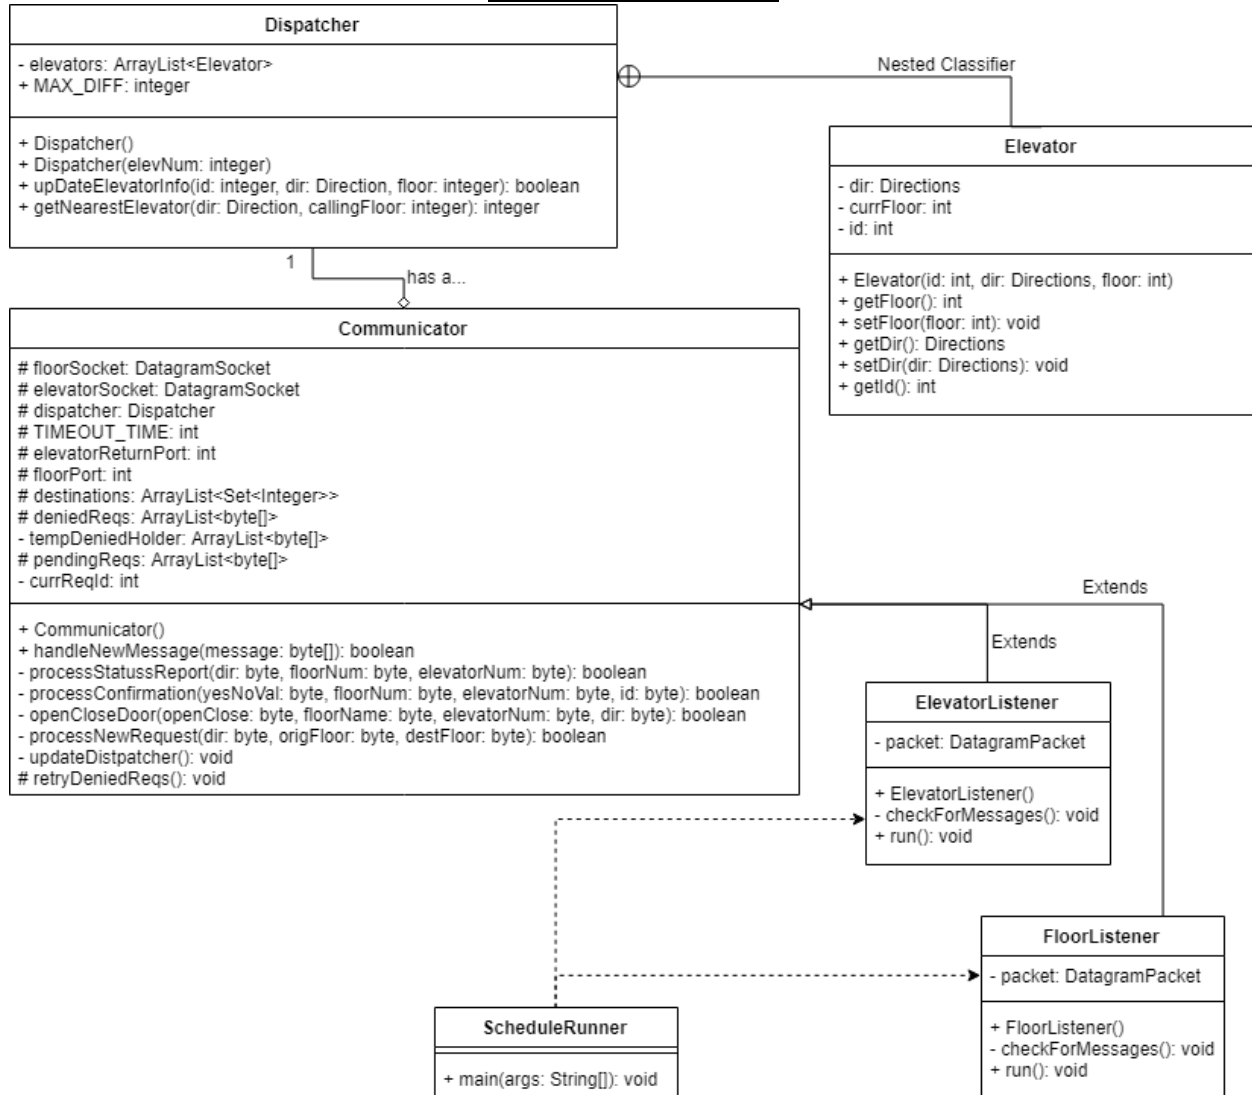 Dispatcher
- elevators: ArrayList<Elevator>
+ MAX_DIFF: integer
+ Dispatcher()
+ Dispatcher(elevNum: integer)
+ upDateElevatorInfo(id: integer, dir: Direction, floor: integer): boolean
+ getNearestElevator(dir: Direction, callingFloor: integer): integer
Nested Classifier
Elevator
- dir: Directions
- currFloor: int
- id: int
+ Elevator(id: int, dir: Directions, floor: int)
+ getFloor(): int
+ setFloor(floor: int): void
+ getDir(): Directions
+ setDir(dir: Directions): void
+ getId(): int
1
has a...
Communicator
# floorSocket: DatagramSocket
# elevatorSocket: DatagramSocket
# dispatcher: Dispatcher
# TIMEOUT_TIME: int
# elevatorReturnPort: int
# floorPort: int
# destinations: ArrayList<Set<Integer>>
# deniedReqs: ArrayList<byte[]>
- tempDeniedHolder: ArrayList<byte[]>
# pendingReqs: ArrayList<byte[]>
- currReqId: int
+ Communicator()
+ handleNewMessage(message: byte[]): boolean
- processStatussReport(dir: byte, floorNum: byte, elevatorNum: byte): boolean
- processConfirmation(yesNoVal: byte, floorNum: byte, elevatorNum: byte, id: byte): boolean
- openCloseDoor(openClose: byte, floorName: byte, elevatorNum: byte, dir: byte): boolean
- processNewRequest(dir: byte, origFloor: byte, destFloor: byte): boolean
- updateDistpatcher(): void
# retryDeniedReqs(): void
Extends
Extends
ElevatorListener
- packet: DatagramPacket
+ ElevatorListener()
- checkForMessages(): void
+ run(): void
FloorListener
- packet: DatagramPacket
+ FloorListener()
- checkForMessages(): void
+ run(): void
ScheduleRunner
+ main(args: String[]): void